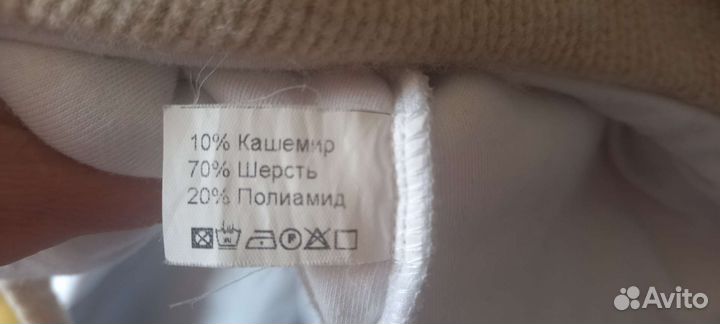 10% Кашемир
70% Шерсть
20% Полиамид
P
Avito